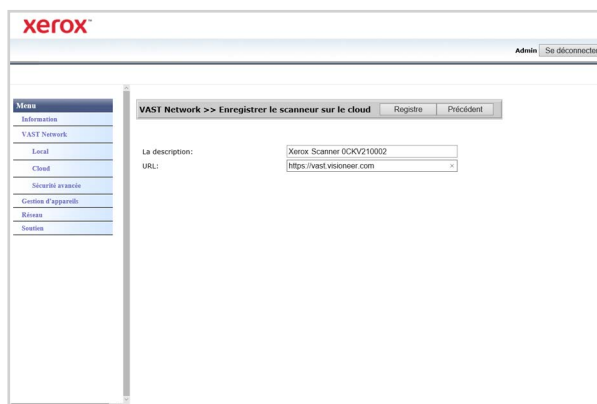 xerox™
Admin Se déconnecter
Menu
Information
VAST Network
Local
Cloud
Sécurité avancée
Gestion d'appareils
Réseau
Soutien
VAST Network >> Enregistrer le scanneur sur le cloud Registre Précédent
La description: Xerox Scanner 0CKV210002
URL: https://vast.visioneer.com ×